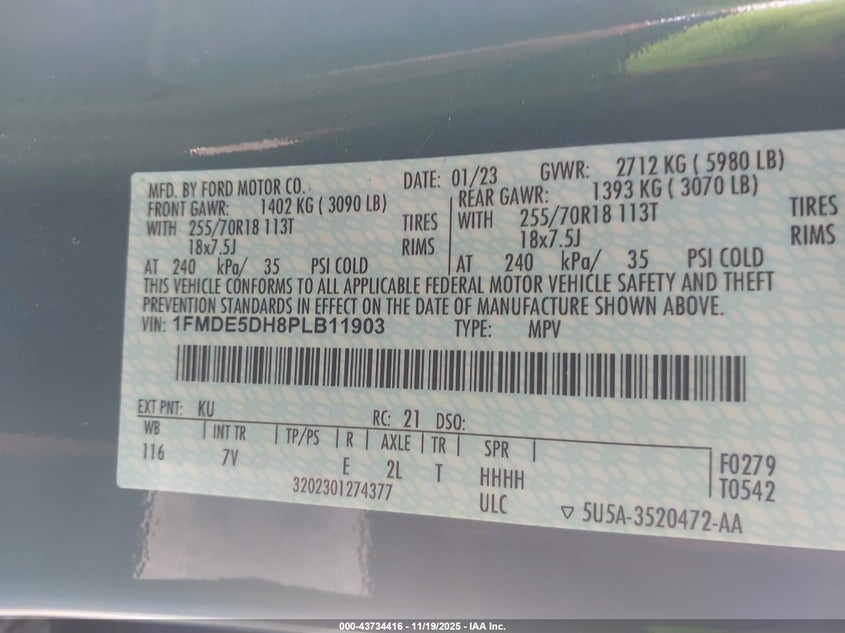 MFD. BY FORD MOTOR CO. DATE: 01/23 GVWR: 2712 KG ( 5980 LB)
FRONT GAWR: 1402 KG ( 3090 LB) REAR GAWR: 1393 KG ( 3070 LB)
WITH 255/70R18 113T TIRES WITH 255/70R18 113T TIRES
18x7.5J RIMS 18x7.5J RIMS
AT 240 kPa/ 35 PSI COLD AT 240 kPa/ 35 PSI COLD
THIS VEHICLE CONFORMS TO ALL APPLICABLE FEDERAL MOTOR VEHICLE SAFETY AND THEFT
PREVENTION STANDARDS IN EFFECT ON THE DATE OF MANUFACTURE SHOWN ABOVE.
VIN: 1FMDE5DH8PLB11903 TYPE: MPV
EXT PNT: KU RC: 21 DSO:
WB INT TR TP/PS R AXLE TR SPR
116 7V E 2L T HHHH F0279
3202301274377 ULC T0542
▽ 5U5A-3520472-AA
000-43734416 - 11/19/2025 - IAA Inc.